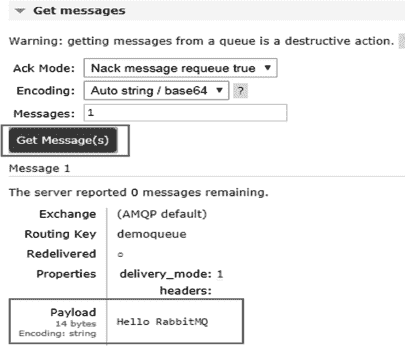 Get messages
Warning: getting messages from a queue is a destructive action.
Ack Mode: Nack message requeue true
Encoding: Auto string / base64 ?
Messages: 1
Get Message(s)
Message 1
The server reported 0 messages remaining.
Exchange (AMQP default)
Routing Key demoqueue
Redelivered ○
Properties delivery_mode: 1
headers:
Payload Hello RabbitMQ
14 bytes
Encoding: string